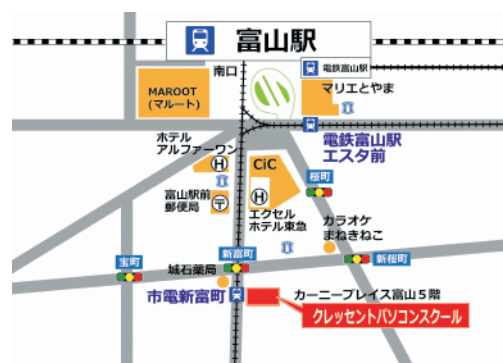 富山駅
南口
電鉄富山駅
MAROOT
(マルート)
マリエとやま
ホテル
アルファーワン
電鉄富山駅
エスタ前
CiC
桜町
富山駅前
郵便局
エクセル
ホテル東急
カラオケ
まねきねこ
宝町
新富町
新桜町
城石薬局
市電新富町
カーニープレイス富山5階
クレッセントパソコンスクール